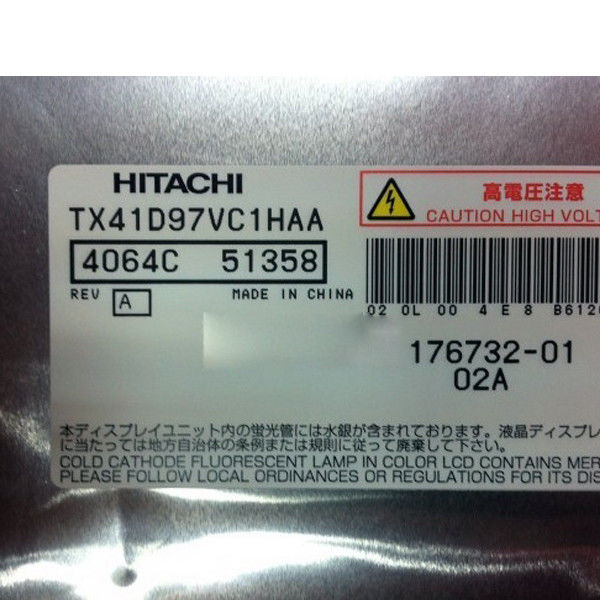 HITACHI
TX41D97VC1HAA
4064C 51358
REV A MADE IN CHINA
高電圧注意
CAUTION HIGH VOLT
02 0L 00 4 E 8 B612
176732-01
02A
本ディスプレイユニット内の蛍光管には水銀が含まれております。液晶ディスプレ
に当たっては地方自治体の条例または規則に従って廃棄して下さい。
COLD CATHODE FLUORESCENT LAMP IN COLOR LCD CONTAINS MER
PLEASE FOLLOW LOCAL ORDINANCES OR REGULATIONS FOR ITS DIS